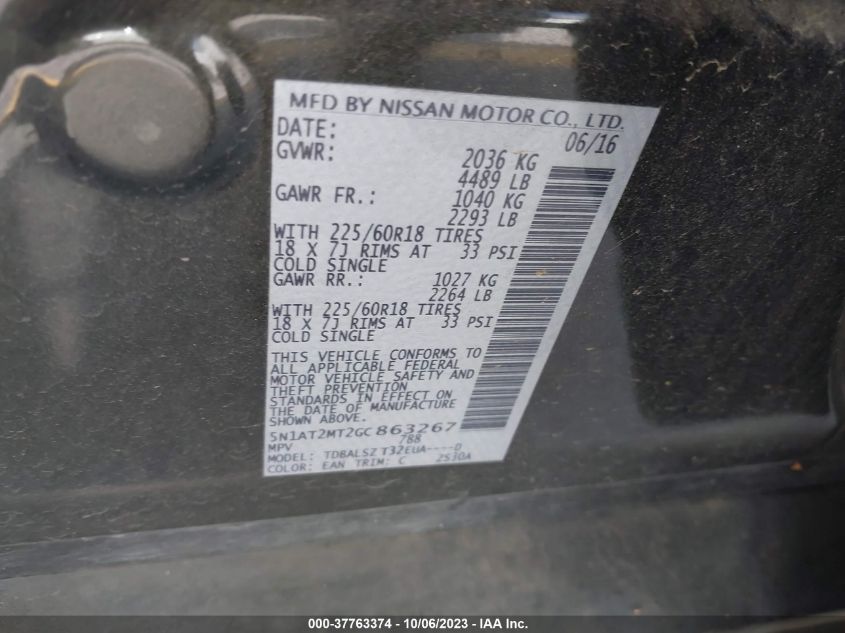 MFD BY NISSAN MOTOR CO., LTD.
DATE: 06/16
GVWR: 2036 KG
4489 LB
GAWR FR.: 1040 KG
2293 LB
WITH 225/60R18 TIRES
18 X 7J RIMS AT 33 PSI
COLD SINGLE
GAWR RR.: 1027 KG
2264 LB
WITH 225/60R18 TIRES
18 X 7J RIMS AT 33 PSI
COLD SINGLE
THIS VEHICLE CONFORMS TO
ALL APPLICABLE FEDERAL
MOTOR VEHICLE SAFETY AND
THEFT PREVENTION
STANDARDS IN EFFECT ON
THE DATE OF MANUFACTURE
SHOWN ABOVE.
5N1AT2MT2GC863267
MPV 788
MODEL: TDBALSZ T32EUA----D
COLOR: EAN TRIM: C 2S30A
000-37763374 - 10/06/2023 - IAA Inc.